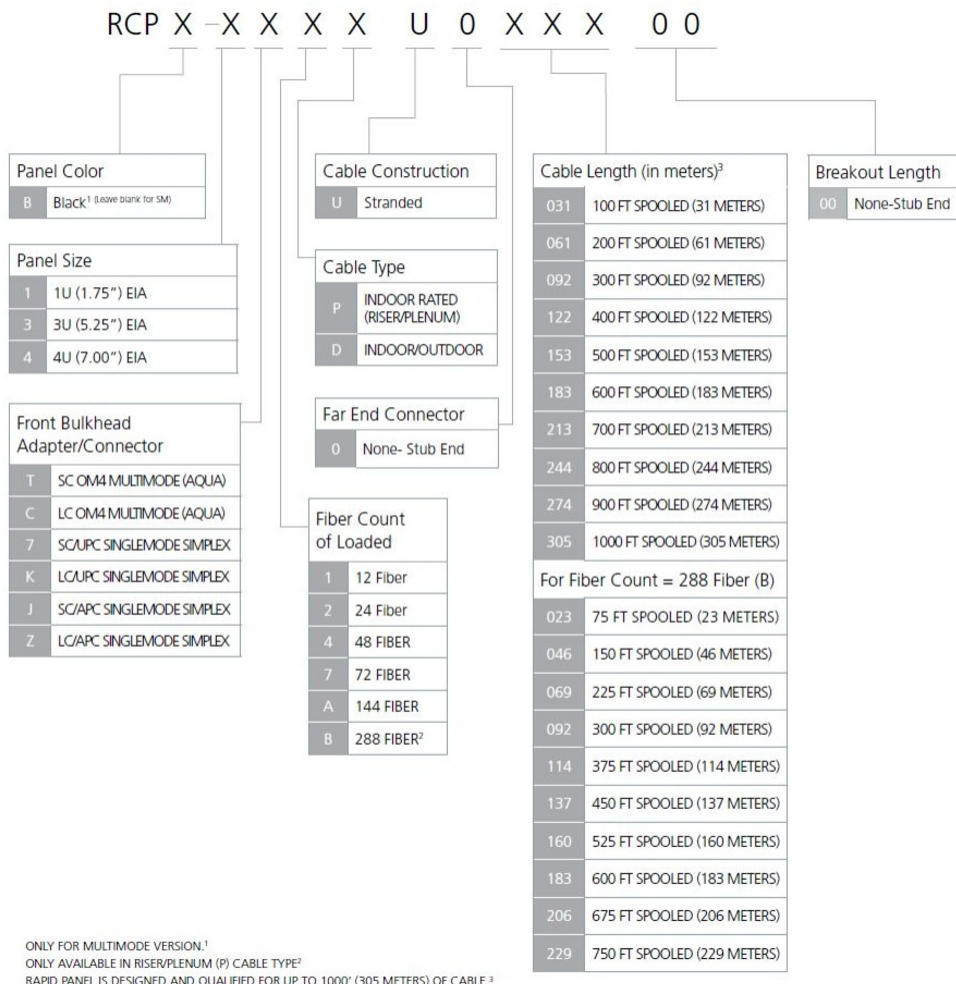 RCP X -X X X X U 0 X X X 0 0
Panel Color
B Black¹ (Leave blank for SM)
Panel Size
1 1U (1.75”) EIA
3 3U (5.25”) EIA
4 4U (7.00”) EIA
Front Bulkhead
Adapter/Connector
T SC OM4 MULTIMODE (AQUA)
C LC OM4 MULTIMODE (AQUA)
7 SC/UPC SINGLEMODE SIMPLEX
K LC/UPC SINGLEMODE SIMPLEX
J SC/APC SINGLEMODE SIMPLEX
Z LC/APC SINGLEMODE SIMPLEX
Cable Construction
U Stranded
Cable Type
P INDOOR RATED
(RISER/PLENUM)
D INDOOR/OUTDOOR
Far End Connector
0 None- Stub End
Fiber Count
of Loaded
1 12 Fiber
2 24 Fiber
4 48 FIBER
7 72 FIBER
A 144 FIBER
B 288 FIBER²
Cable Length (in meters)³
031 100 FT SPOOLED (31 METERS)
061 200 FT SPOOLED (61 METERS)
092 300 FT SPOOLED (92 METERS)
122 400 FT SPOOLED (122 METERS)
153 500 FT SPOOLED (153 METERS)
183 600 FT SPOOLED (183 METERS)
213 700 FT SPOOLED (213 METERS)
244 800 FT SPOOLED (244 METERS)
274 900 FT SPOOLED (274 METERS)
305 1000 FT SPOOLED (305 METERS)
For Fiber Count = 288 Fiber (B)
023 75 FT SPOOLED (23 METERS)
046 150 FT SPOOLED (46 METERS)
069 225 FT SPOOLED (69 METERS)
092 300 FT SPOOLED (92 METERS)
114 375 FT SPOOLED (114 METERS)
137 450 FT SPOOLED (137 METERS)
160 525 FT SPOOLED (160 METERS)
183 600 FT SPOOLED (183 METERS)
206 675 FT SPOOLED (206 METERS)
229 750 FT SPOOLED (229 METERS)
Breakout Length
00 None-Stub End
ONLY FOR MULTIMODE VERSION.¹
ONLY AVAILABLE IN RISER/PLENUM (P) CABLE TYPE²
RAPID PANEL IS DESIGNED AND QUALIFIED FOR UP TO 1000’ (305 METERS) OF CABLE.³